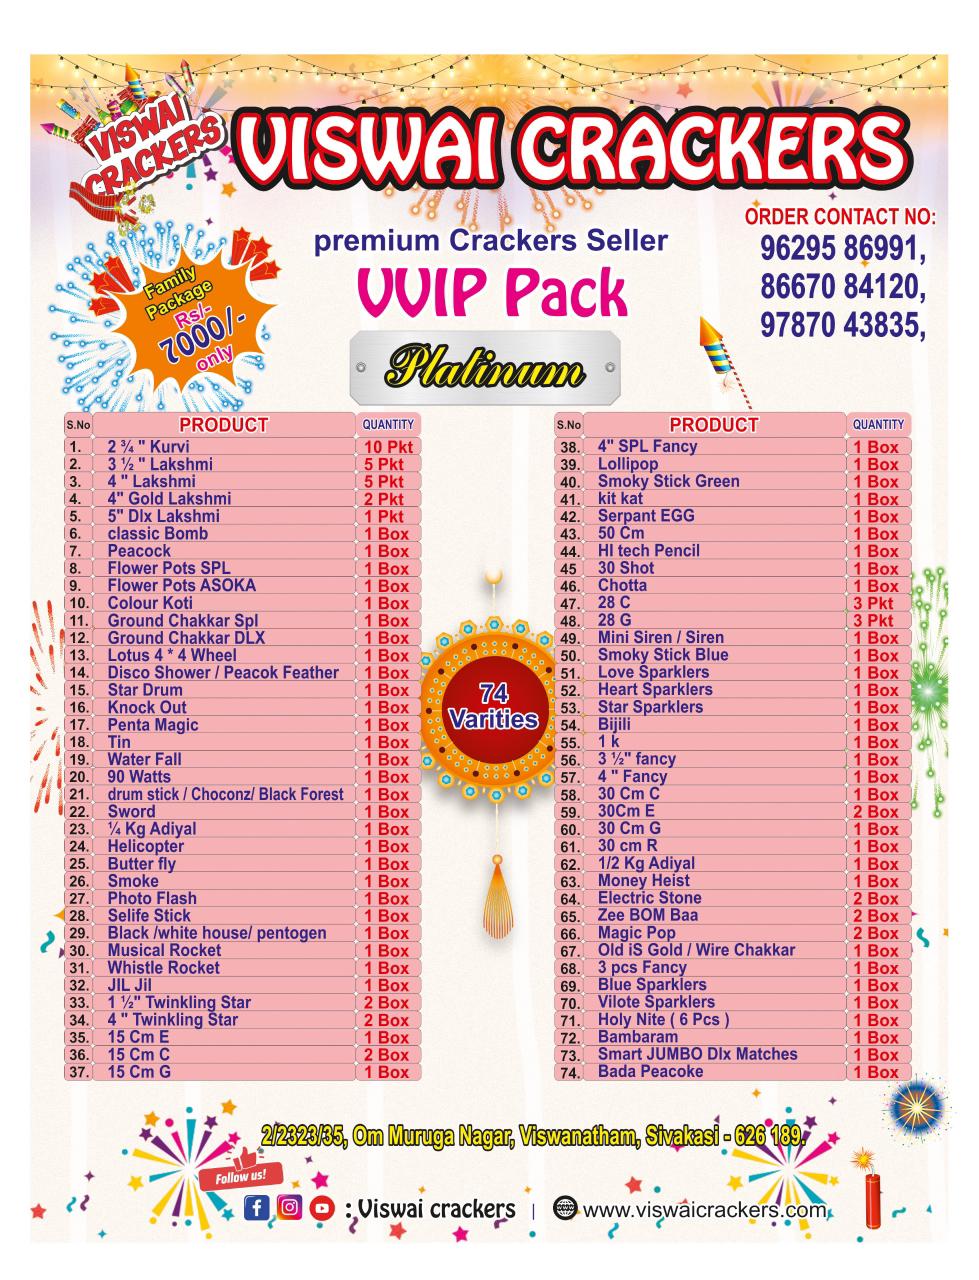 VISWAI
CRACKERS
VISWAI CRACKERS
ORDER CONTACT NO:
96295 86991,
86670 84120,
97870 43835,
premium Crackers Seller
VVIP Pack
Platinum
Family
Package
Rs/-
7000/-
only
S.No PRODUCT QUANTITY
1. 2 ¾ " Kurvi 10 Pkt
2. 3 ½ " Lakshmi 5 Pkt
3. 4 " Lakshmi 5 Pkt
4. 4" Gold Lakshmi 2 Pkt
5. 5" Dlx Lakshmi 1 Pkt
6. classic Bomb 1 Box
7. Peacock 1 Box
8. Flower Pots SPL 1 Box
9. Flower Pots ASOKA 1 Box
10. Colour Koti 1 Box
11. Ground Chakkar Spl 1 Box
12. Ground Chakkar DLX 1 Box
13. Lotus 4 * 4 Wheel 1 Box
14. Disco Shower / Peacok Feather 1 Box
15. Star Drum 1 Box
16. Knock Out 1 Box
17. Penta Magic 1 Box
18. Tin 1 Box
19. Water Fall 1 Box
20. 90 Watts 1 Box
21. drum stick / Choconz/ Black Forest 1 Box
22. Sword 1 Box
23. ¼ Kg Adiyal 1 Box
24. Helicopter 1 Box
25. Butter fly 1 Box
26. Smoke 1 Box
27. Photo Flash 1 Box
28. Selife Stick 1 Box
29. Black /white house/ pentogen 1 Box
30. Musical Rocket 1 Box
31. Whistle Rocket 1 Box
32. JIL Jil 1 Box
33. 1 ½" Twinkling Star 2 Box
34. 4 " Twinkling Star 2 Box
35. 15 Cm E 1 Box
36. 15 Cm C 2 Box
37. 15 Cm G 1 Box
74
Varities
S.No PRODUCT QUANTITY
38. 4" SPL Fancy 1 Box
39. Lollipop 1 Box
40. Smoky Stick Green 1 Box
41. kit kat 1 Box
42. Serpant EGG 1 Box
43. 50 Cm 1 Box
44. HI tech Pencil 1 Box
45 30 Shot 1 Box
46. Chotta 1 Box
47. 28 C 3 Pkt
48. 28 G 3 Pkt
49. Mini Siren / Siren 1 Box
50. Smoky Stick Blue 1 Box
51. Love Sparklers 1 Box
52. Heart Sparklers 1 Box
53. Star Sparklers 1 Box
54. Bijili 1 Box
55. 1 k 1 Box
56. 3 ½" fancy 1 Box
57. 4 " Fancy 1 Box
58. 30 Cm C 1 Box
59. 30Cm E 2 Box
60. 30 Cm G 1 Box
61. 30 cm R 1 Box
62. 1/2 Kg Adiyal 1 Box
63. Money Heist 1 Box
64. Electric Stone 2 Box
65. Zee BOM Baa 2 Box
66. Magic Pop 2 Box
67. Old iS Gold / Wire Chakkar 1 Box
68. 3 pcs Fancy 1 Box
69. Blue Sparklers 1 Box
70. Vilote Sparklers 1 Box
71. Holy Nite ( 6 Pcs ) 1 Box
72. Bambaram 1 Box
73. Smart JUMBO Dlx Matches 1 Box
74. Bada Peacoke 1 Box
2/2323/35, Om Muruga Nagar, Viswanatham, Sivakasi - 626 189.
Follow us!
: Viswai crackers | www.viswaicrackers.com